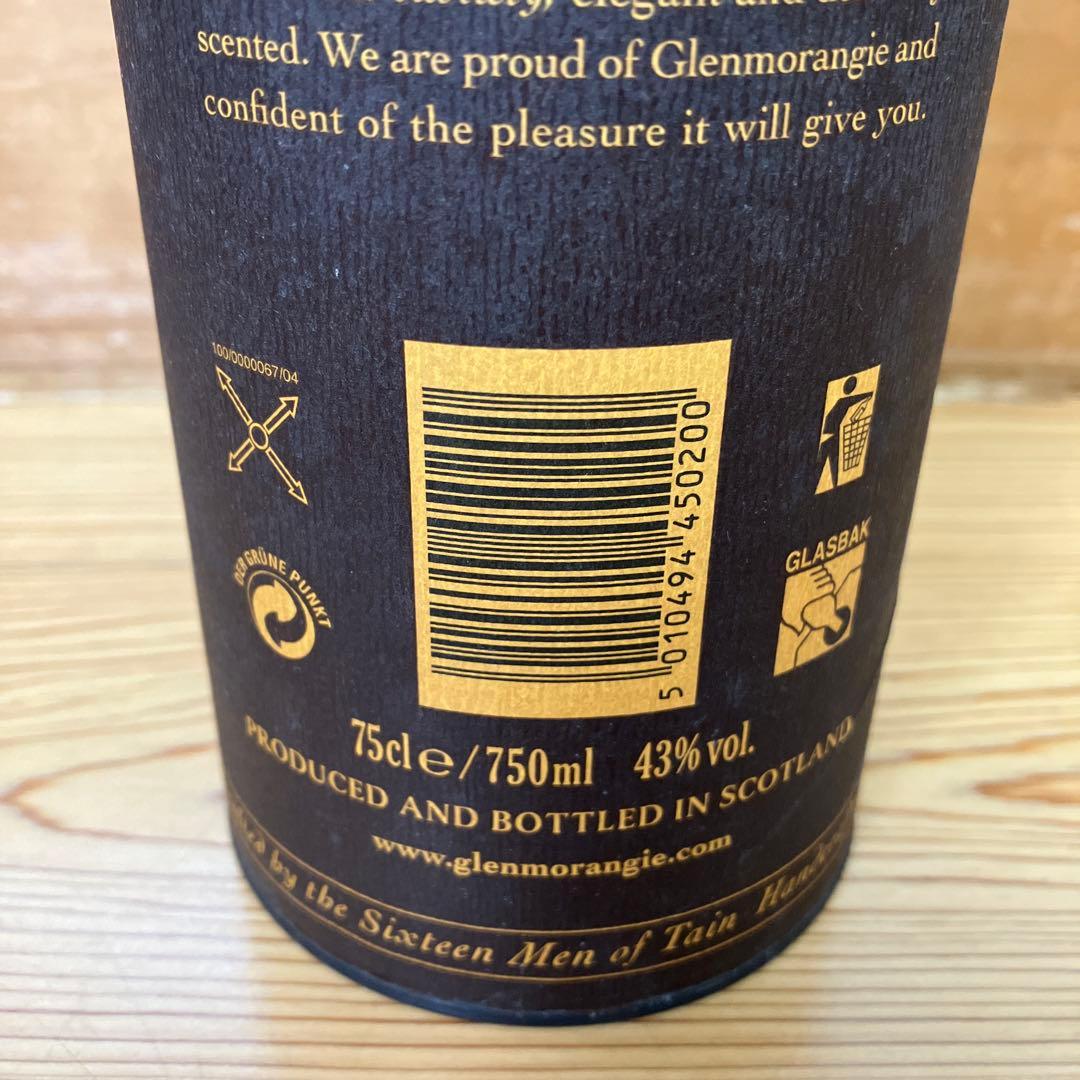 elegant and
scented. We are proud of Glenmorangie and
confident of the pleasure it will give you.
100/0000067/04
DER GRÜNE PUNKT
5 010494 450200
GLASBAK
75cl e / 750ml 43% vol.
PRODUCED AND BOTTLED IN SCOTLAND
www.glenmorangie.com
by the Sixteen Men of Tain